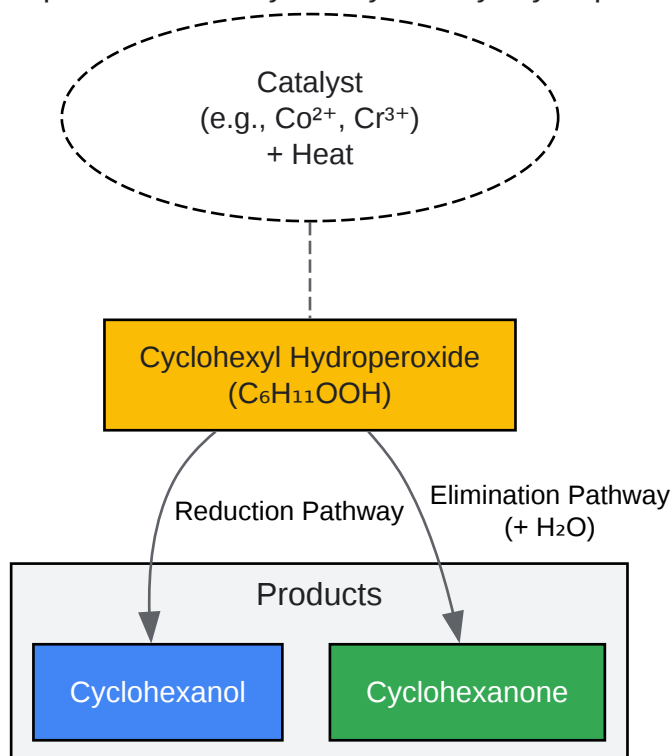 Catalyst
(e.g., Co²⁺, Cr³⁺)
+ Heat
Cyclohexyl Hydroperoxide
(C₆H₁₁OOH)
Reduction Pathway
Elimination Pathway
(+ H₂O)
Products
Cyclohexanol
Cyclohexanone